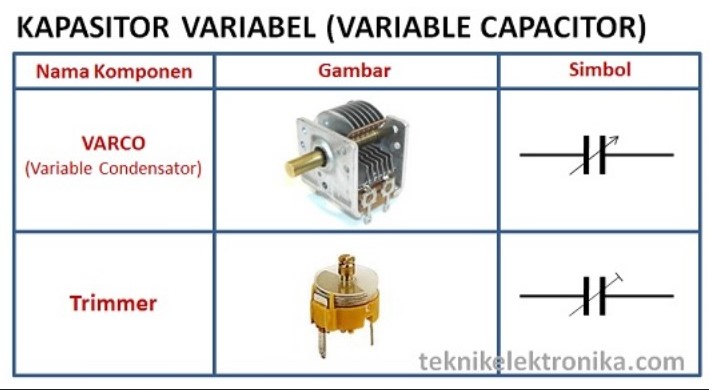 KAPASITOR VARIABEL (VARIABLE CAPACITOR)
Nama Komponen Gambar Simbol
VARCO
(Variable Condensator)
Trimmer
teknikelektronika.com